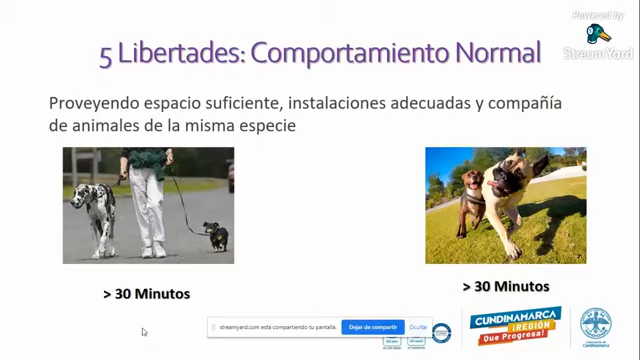 Powered by
StreamYard
5 Libertades: Comportamiento Normal
Proveyendo espacio suficiente, instalaciones adecuadas y compañía
de animales de la misma especie
> 30 Minutos
> 30 Minutos
streamyard.com está compartiendo tu pantalla.
Dejar de compartir
Ocultar
CUNDINAMARCA
¡REGIÓN
Que Progresa!